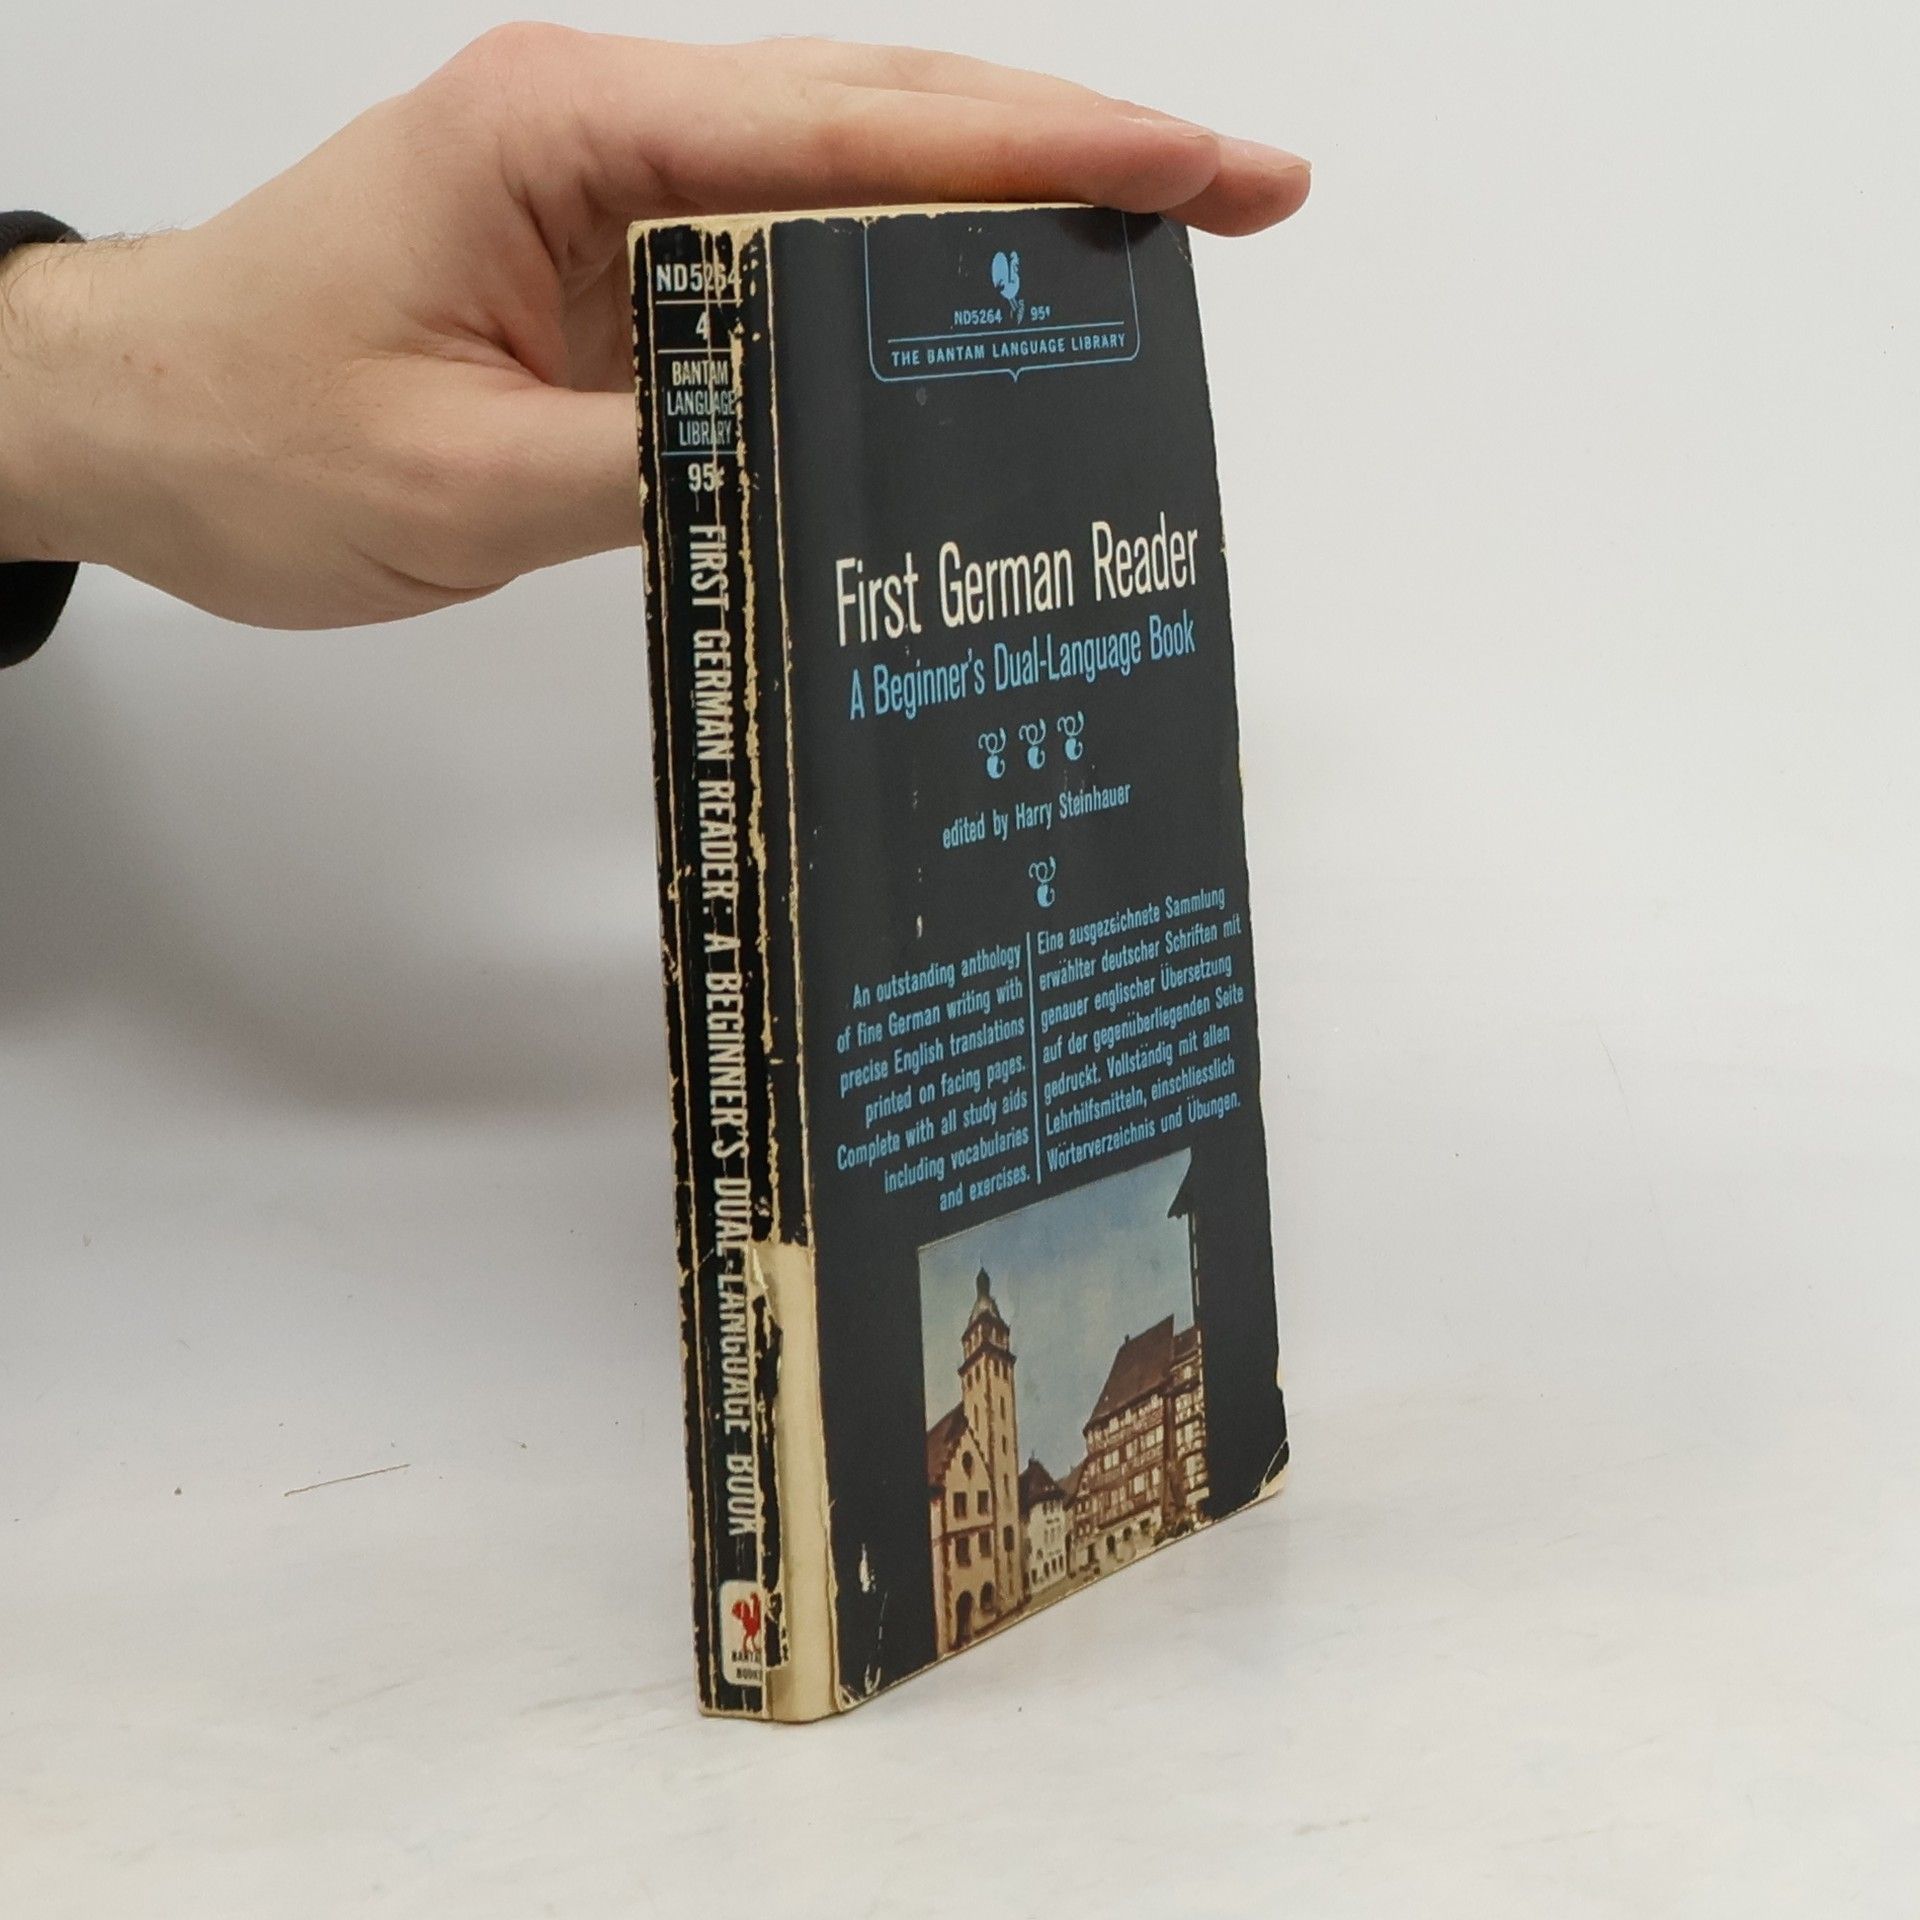 ND5264
4
BANTAM
LANGUAGE
LIBRARY
95¢
FIRST GERMAN READER: A BEGINNER'S DUAL-LANGUAGE BOOK
BANTAM
BOOKS
ND5264 95¢
THE BANTAM LANGUAGE LIBRARY
First German Reader
A Beginner's Dual-Language Book
edited by Harry Steinhauer
An outstanding anthology
of fine German writing with
precise English translations
printed on facing pages.
Complete with all study aids
including vocabularies
and exercises.
Eine ausgezeichnete Sammlung
erwählter deutscher Schriften mit
genauer englischer Übersetzung
auf der gegenüberliegenden Seite
gedruckt. Vollständig mit allen
Lehrhilfsmitteln, einschliesslich
Wörterverzeichnis und Übungen.